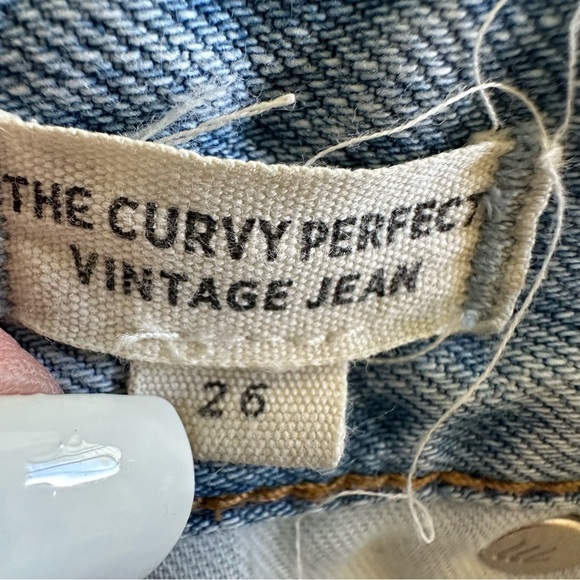 THE CURVY PERFECT
VINTAGE JEAN
26